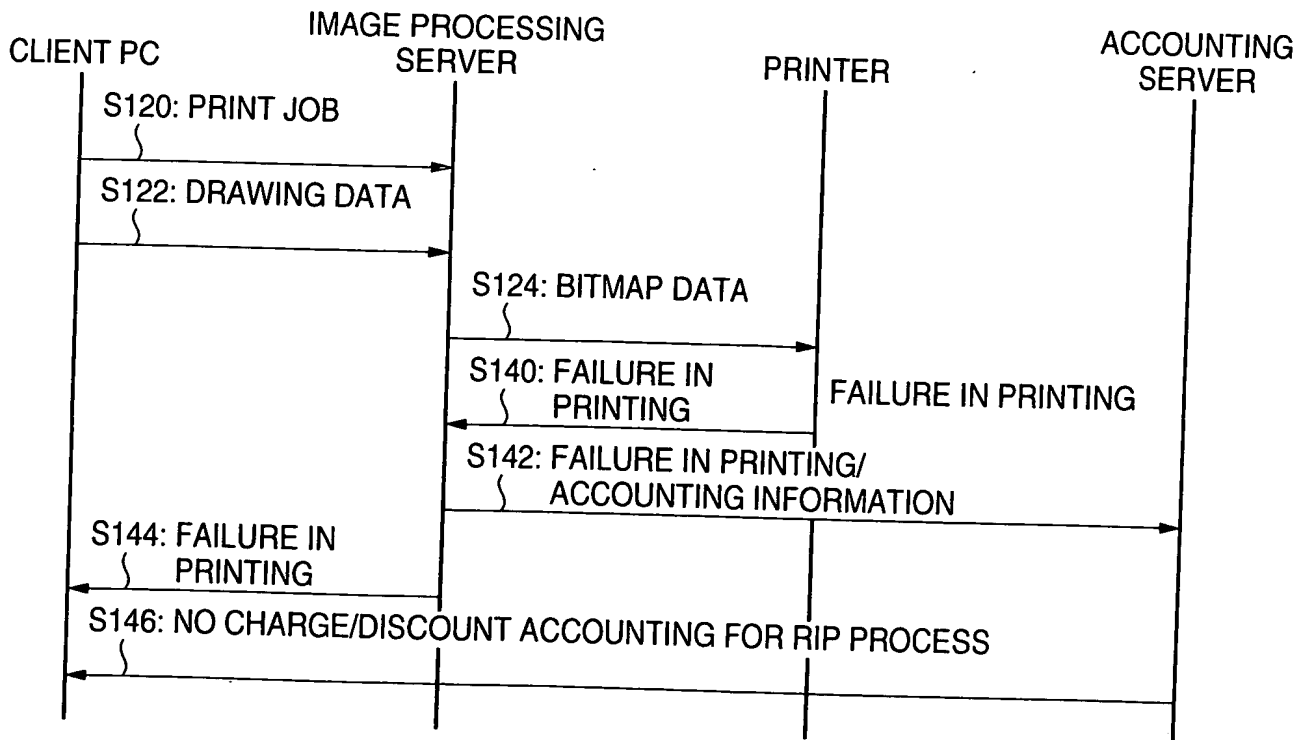 CLIENT PC
IMAGE PROCESSING
SERVER
PRINTER
ACCOUNTING
SERVER
S120: PRINT JOB
S122: DRAWING DATA
S124: BITMAP DATA
S140: FAILURE IN
PRINTING
FAILURE IN PRINTING
S142: FAILURE IN PRINTING/
ACCOUNTING INFORMATION
S144: FAILURE IN
PRINTING
S146: NO CHARGE/DISCOUNT ACCOUNTING FOR RIP PROCESS